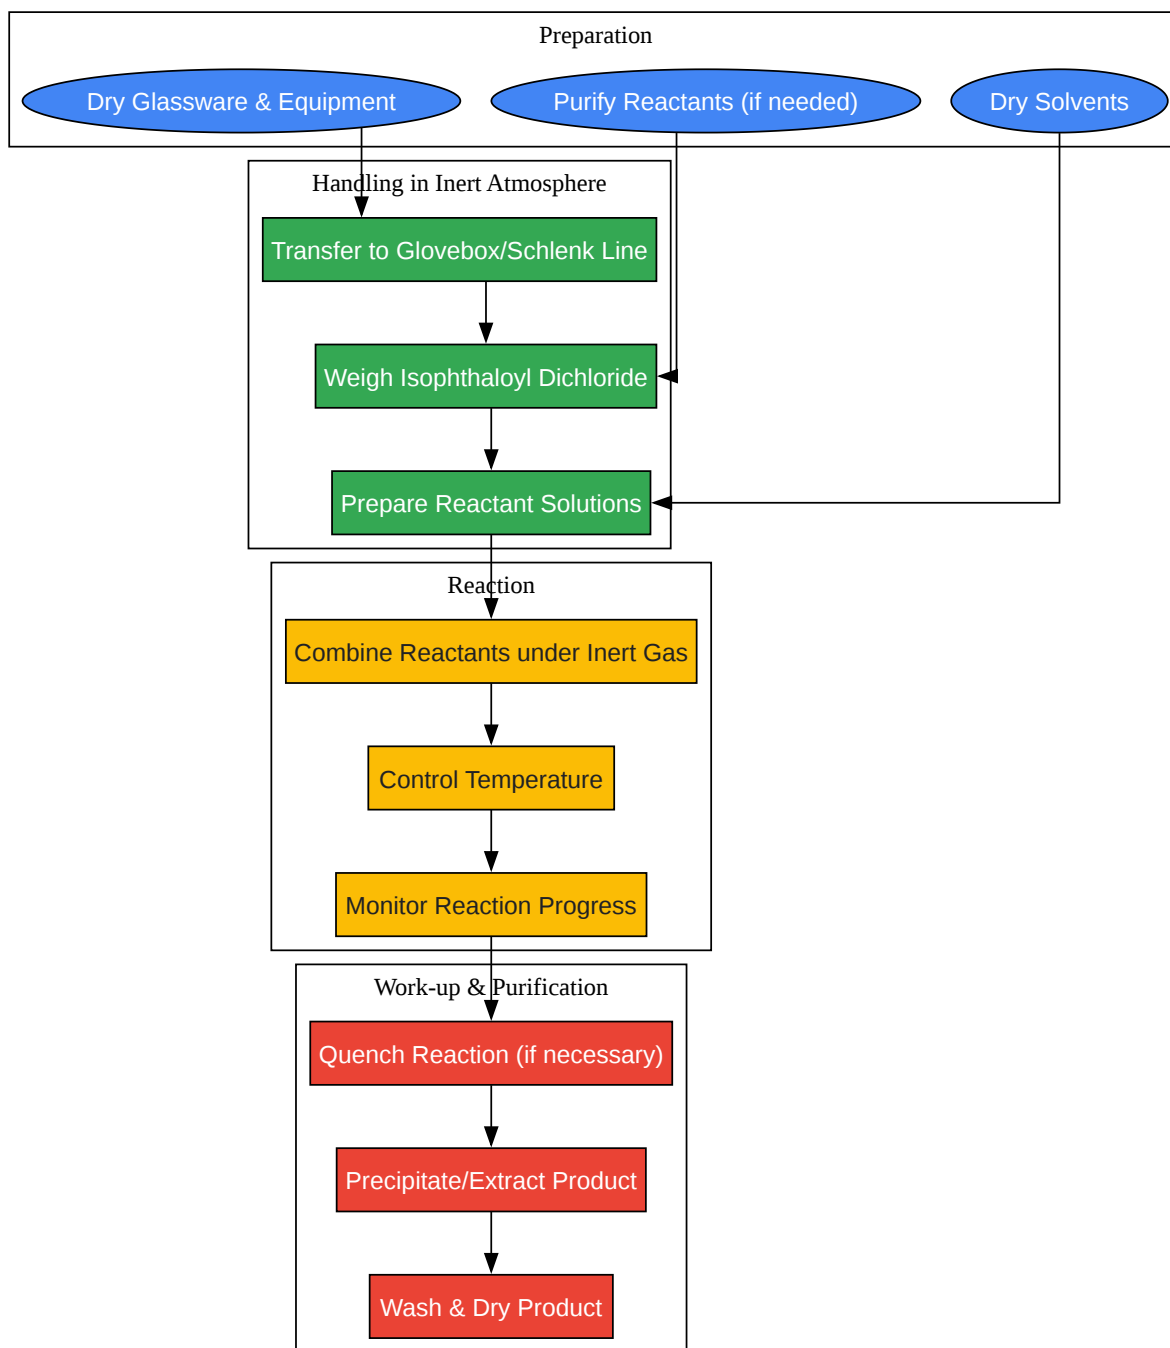 Preparation
Dry Glassware & Equipment
Purify Reactants (if needed)
Dry Solvents
Handling in Inert Atmosphere
Transfer to Glovebox/Schlenk Line
Weigh Isophthaloyl Dichloride
Prepare Reactant Solutions
Reaction
Combine Reactants under Inert Gas
Control Temperature
Monitor Reaction Progress
Work-up & Purification
Quench Reaction (if necessary)
Precipitate/Extract Product
Wash & Dry Product